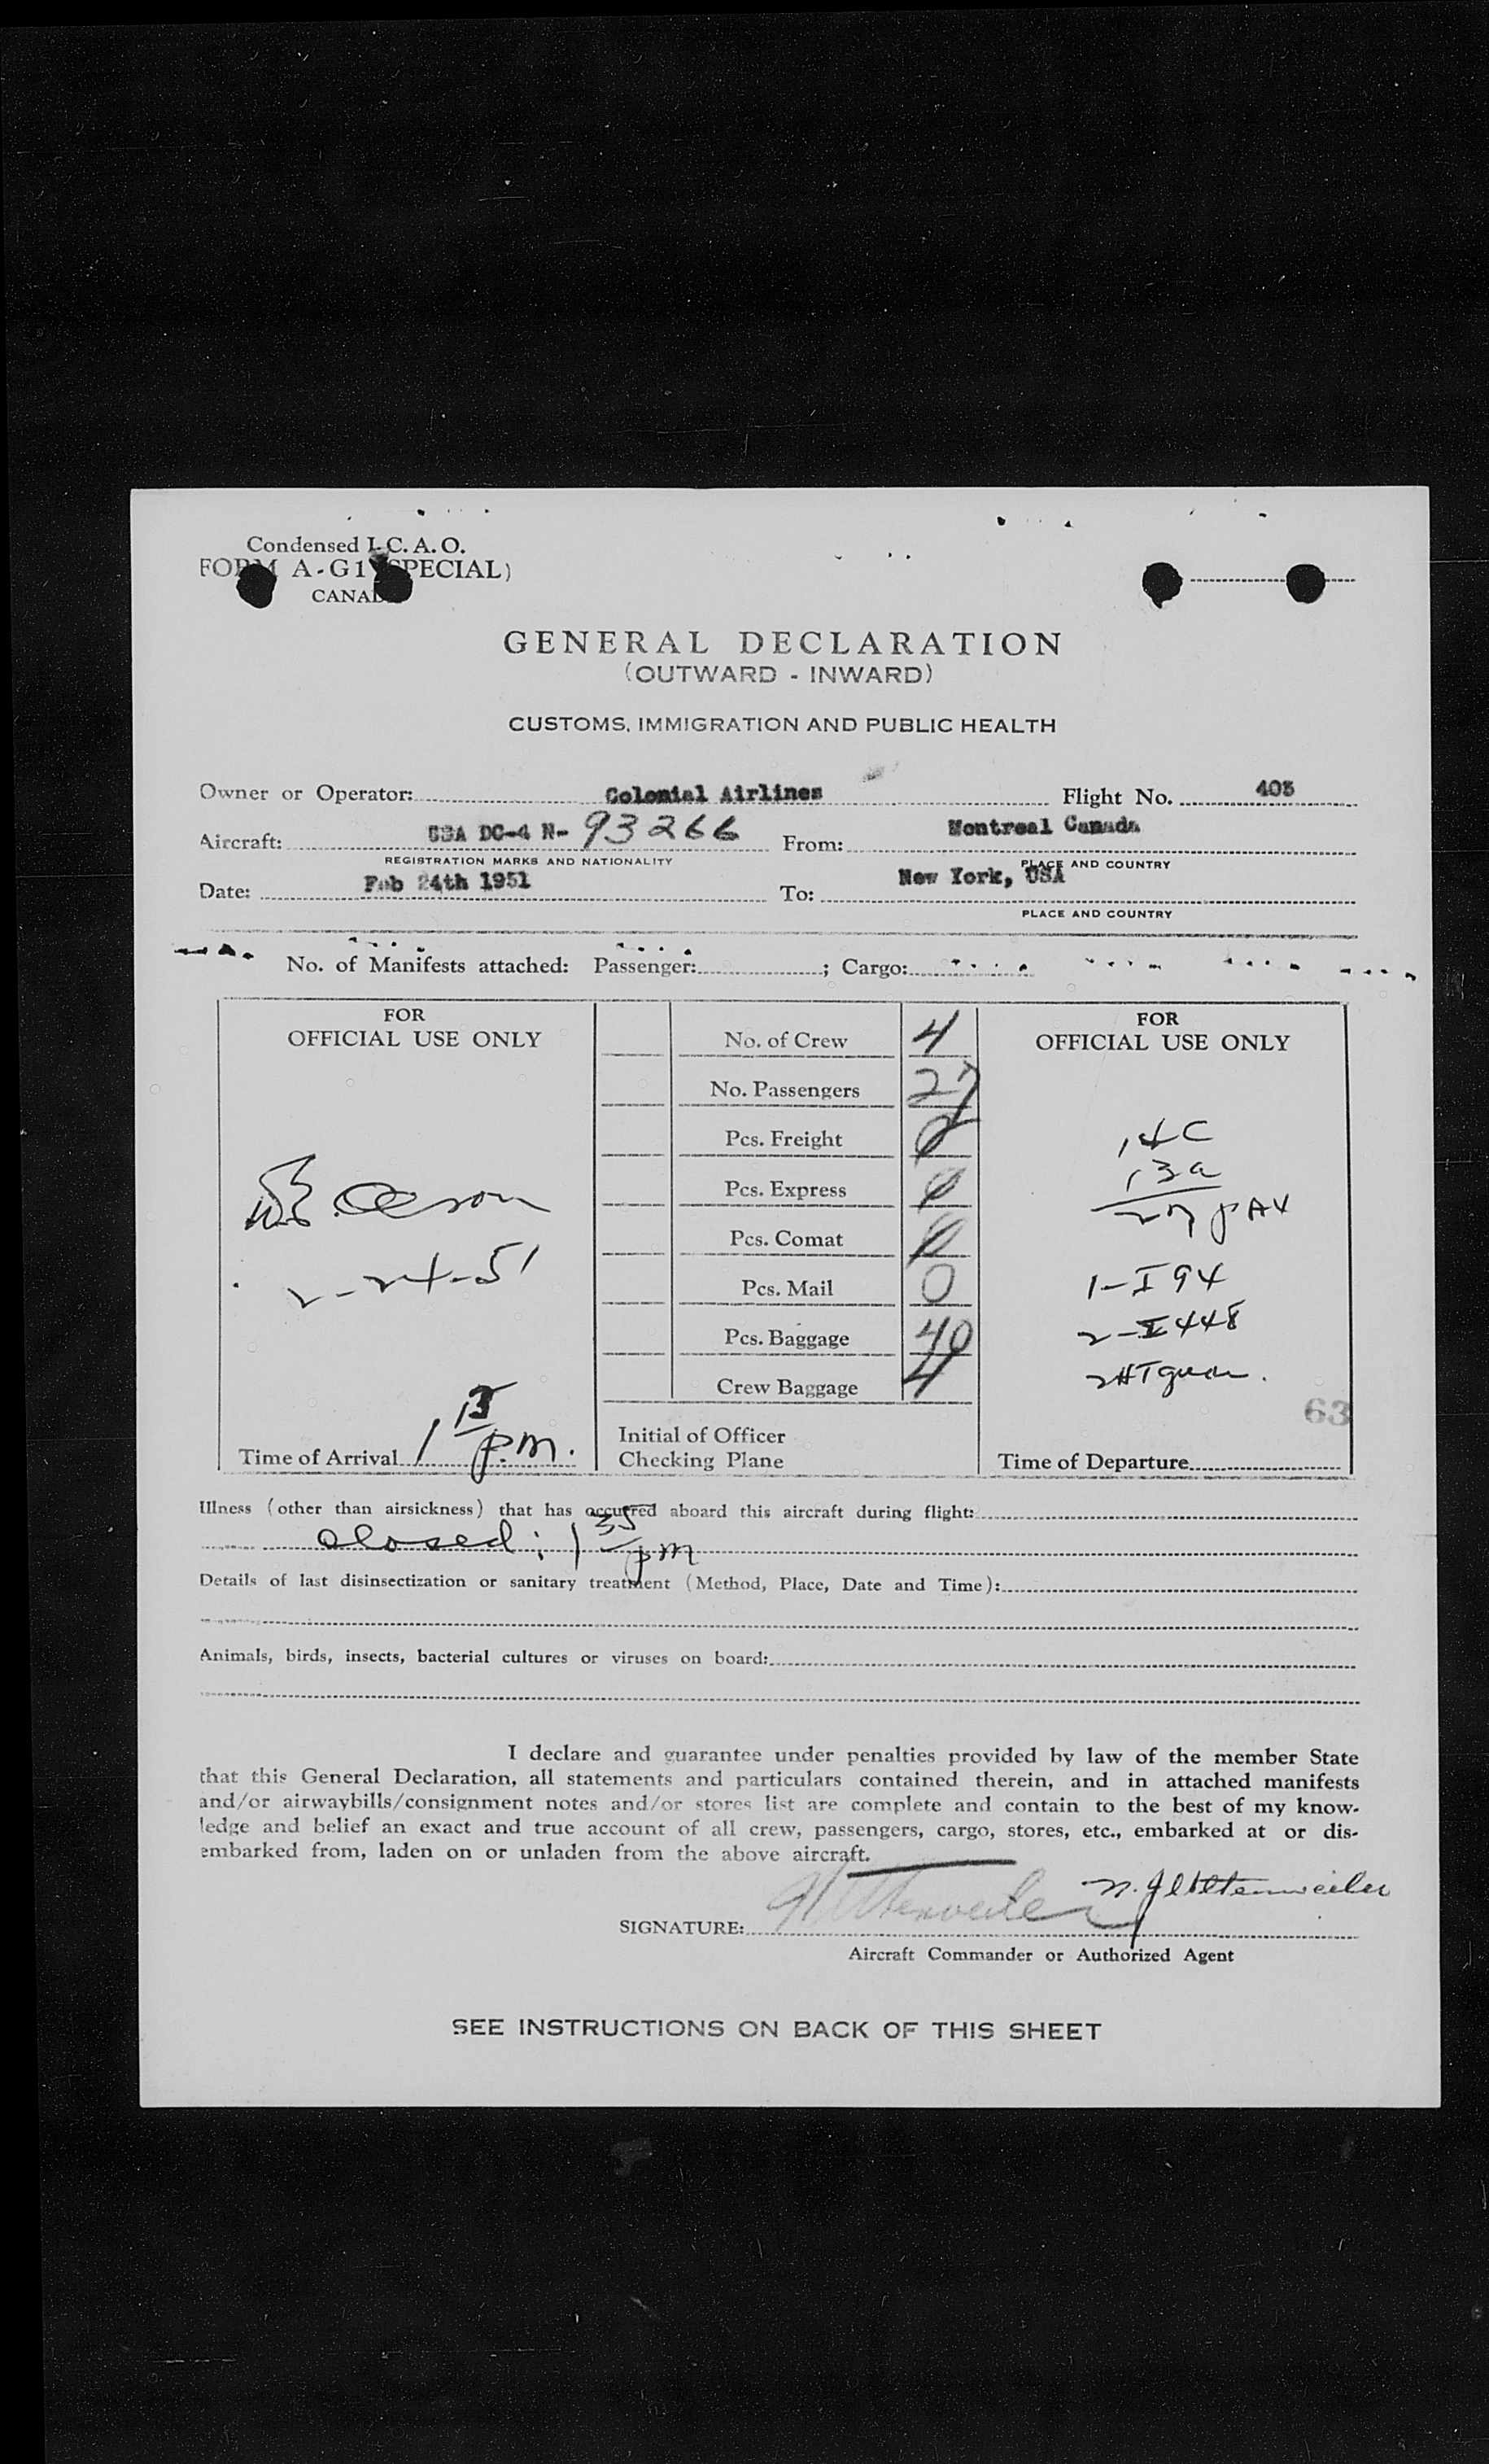 Condensed I. C. A. O.
FORM A-G1 (SPECIAL)
CANADA
GENERAL DECLARATION
(OUTWARD - INWARD)
CUSTOMS, IMMIGRATION AND PUBLIC HEALTH
Owner or Operator: Colonial Airlines Flight No. 403
Aircraft: USA DC-4 N- 93266 From: Montreal Canada
REGISTRATION MARKS AND NATIONALITY PLACE AND COUNTRY
Date: Feb 24th 1951 To: New York, USA
PLACE AND COUNTRY
No. of Manifests attached: Passenger: ; Cargo:
FOR
OFFICIAL USE ONLY
2-24-51
Time of Arrival 1 15 p.m.
No. of Crew 4
No. Passengers 27
Pcs. Freight 0
Pcs. Express 0
Pcs. Comat 0
Pcs. Mail 0
Pcs. Baggage 40
Crew Baggage 4
Initial of Officer
Checking Plane
FOR
OFFICIAL USE ONLY
14C
13a
27 pAX
1-I 94
2-I 448
63
Time of Departure
Illness (other than airsickness) that has occurred aboard this aircraft during flight:
Closed: 1 35 pm
Details of last disinsectization or sanitary treatment (Method, Place, Date and Time):
Animals, birds, insects, bacterial cultures or viruses on board:
I declare and guarantee under penalties provided by law of the member State
that this General Declaration, all statements and particulars contained therein, and in attached manifests
and/or airwaybills/consignment notes and/or stores list are complete and contain to the best of my know-
ledge and belief an exact and true account of all crew, passengers, cargo, stores, etc., embarked at or dis-
embarked from, laden on or unladen from the above aircraft.
SIGNATURE:
Aircraft Commander or Authorized Agent
SEE INSTRUCTIONS ON BACK OF THIS SHEET